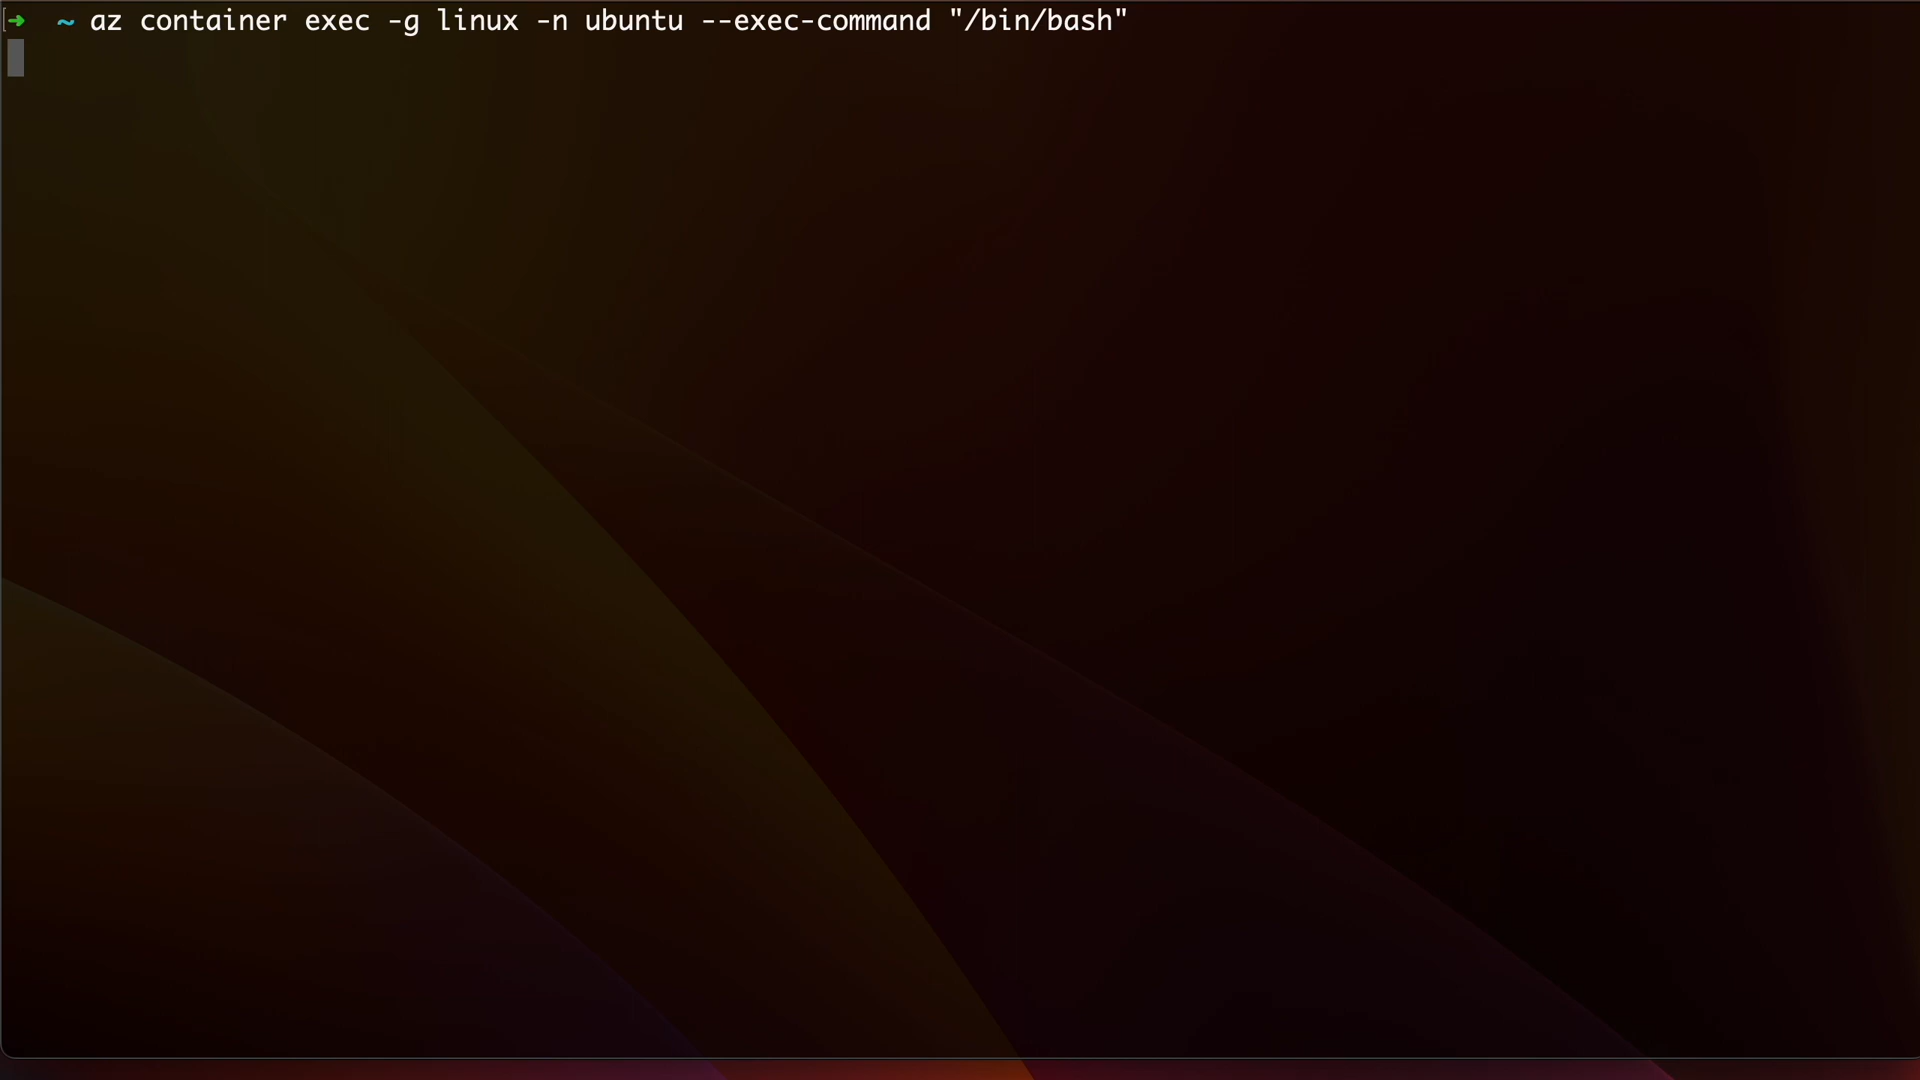 ➜ ~ az container exec -g linux -n ubuntu --exec-command "/bin/bash"